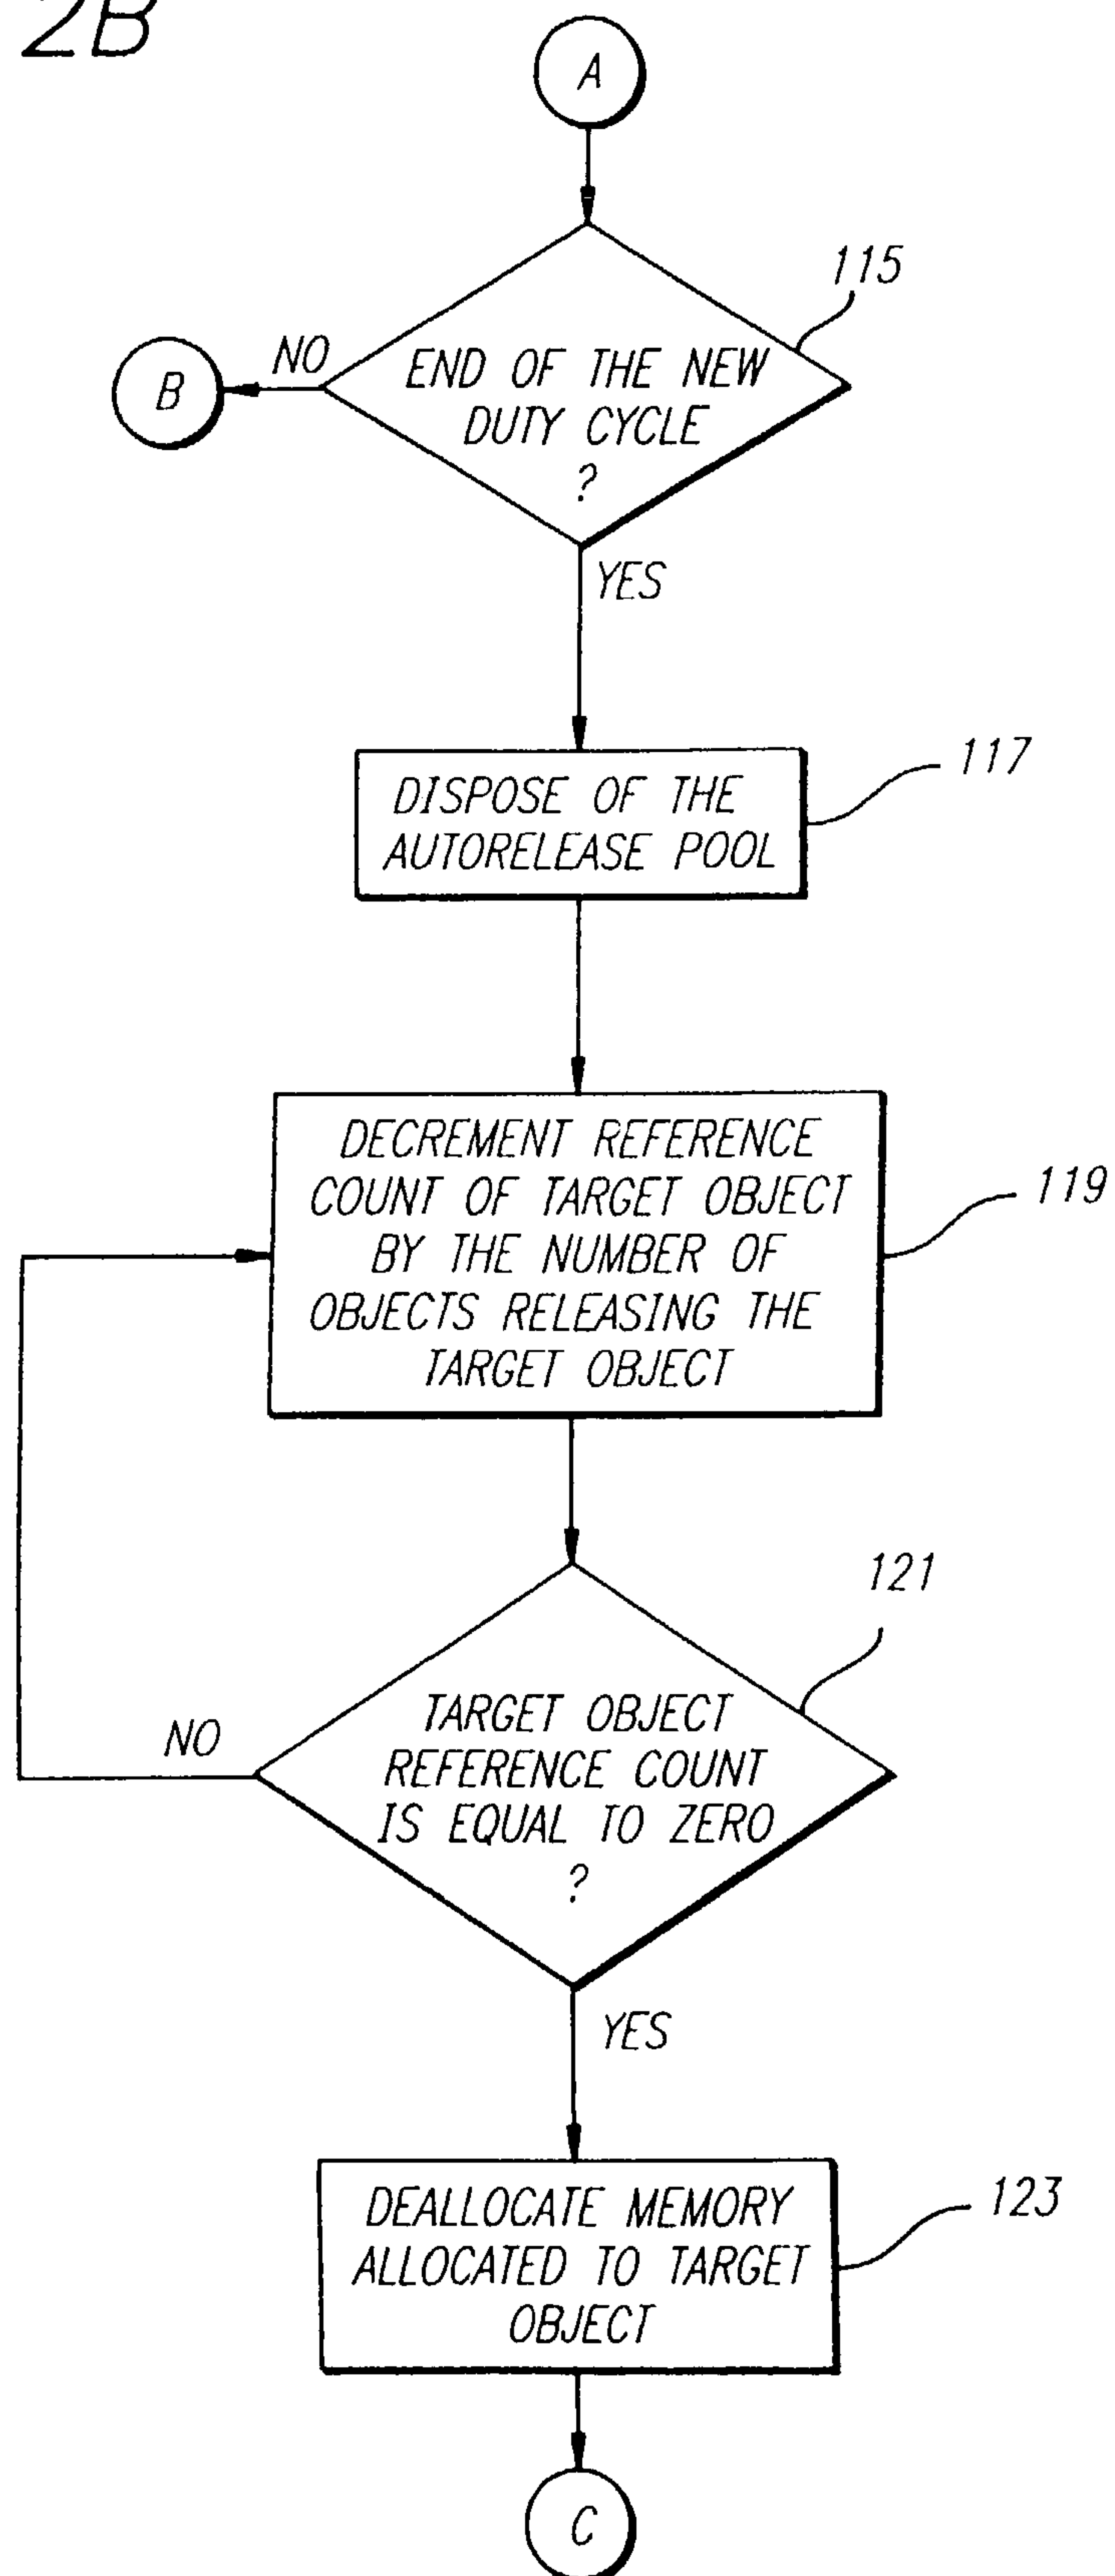 2B
A
115
END OF THE NEW
DUTY CYCLE
?
NO
B
YES
117
DISPOSE OF THE
AUTORELEASE POOL
DECREMENT REFERENCE
COUNT OF TARGET OBJECT
BY THE NUMBER OF
OBJECTS RELEASING THE
TARGET OBJECT
119
121
TARGET OBJECT
REFERENCE COUNT
IS EQUAL TO ZERO
?
NO
YES
DEALLOCATE MEMORY
ALLOCATED TO TARGET
OBJECT
123
C